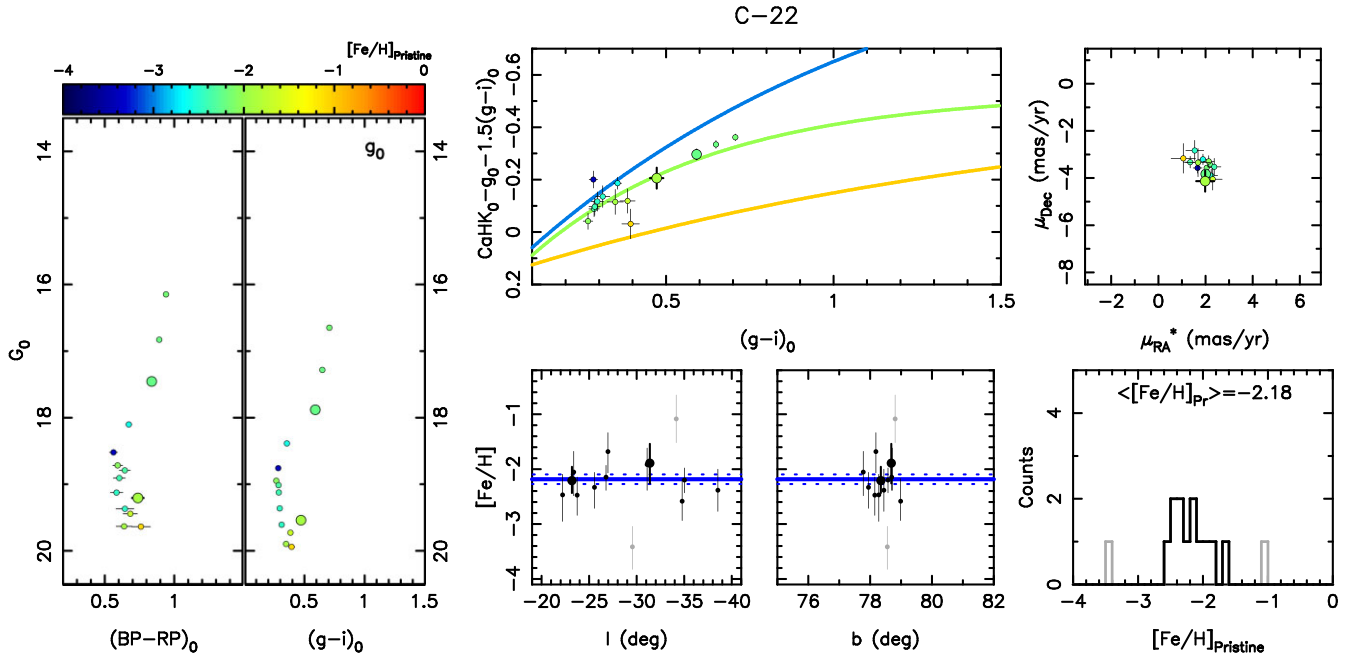 C-22
[Fe/H]Pristine
-4 -3 -2 -1 0
g0
14 14
16 16
18 18
20 20
G0
0.5 1 0.5 1 1.5
(BP-RP)0 (g-i)0
CaHK0-g0-1.5(g-i)0
-0.6
-0.4
-0.2
0
0.2
0.5 1 1.5
(g-i)0
μDec (mas/yr)
0
-2
-4
-6
-8
-2 0 2 4 6
μRA* (mas/yr)
[Fe/H]
-1
-2
-3
-4
-20 -25 -30 -35 -40
l (deg)
76 78 80 82
b (deg)
<[Fe/H]Pr>=-2.18
Counts
4
2
0
-4 -3 -2 -1 0
[Fe/H]Pristine